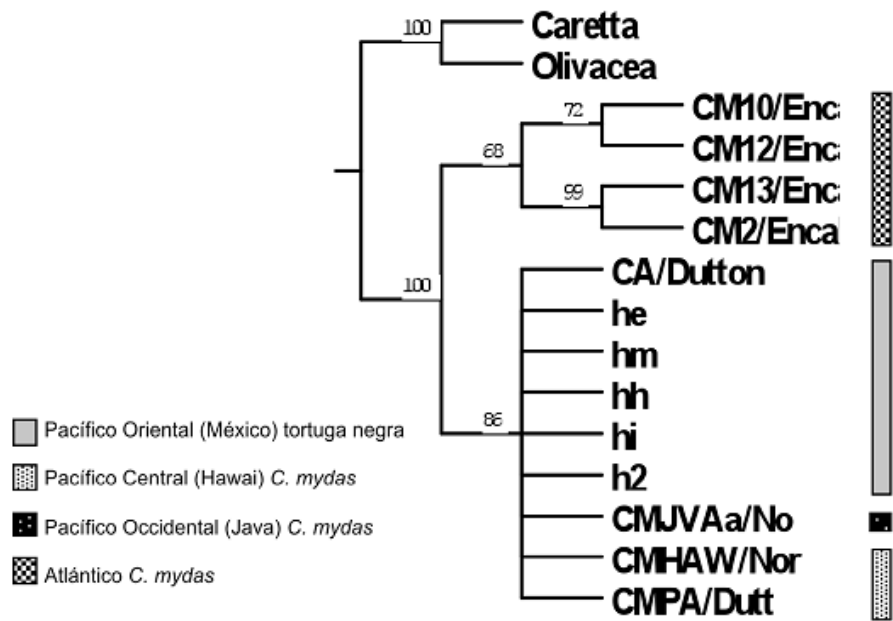 100
Caretta
Olivacea
72
CM10/Enca
CM12/Enca
68
99
CM13/Enca
CM2/Encal
100
CA/Dutton
he
hm
hh
86
hi
h2
CMJVAa/No
CMHAW/Nor
CMPA/Dutt
Pacífico Oriental (México) tortuga negra
Pacífico Central (Hawai) C. mydas
Pacífico Occidental (Java) C. mydas
Atlántico C. mydas